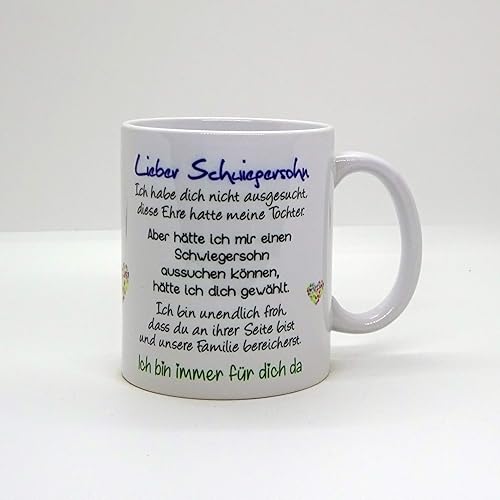 Lieber Schwiegersohn
Ich habe dich nicht ausgesucht,
diese Ehre hatte meine Tochter.
Aber hätte ich mir einen
Schwiegersohn
aussuchen können,
hätte ich dich gewählt.
Ich bin unendlich froh,
dass du an ihrer Seite bist
und unsere Familie bereicherst.
Ich bin immer für dich da